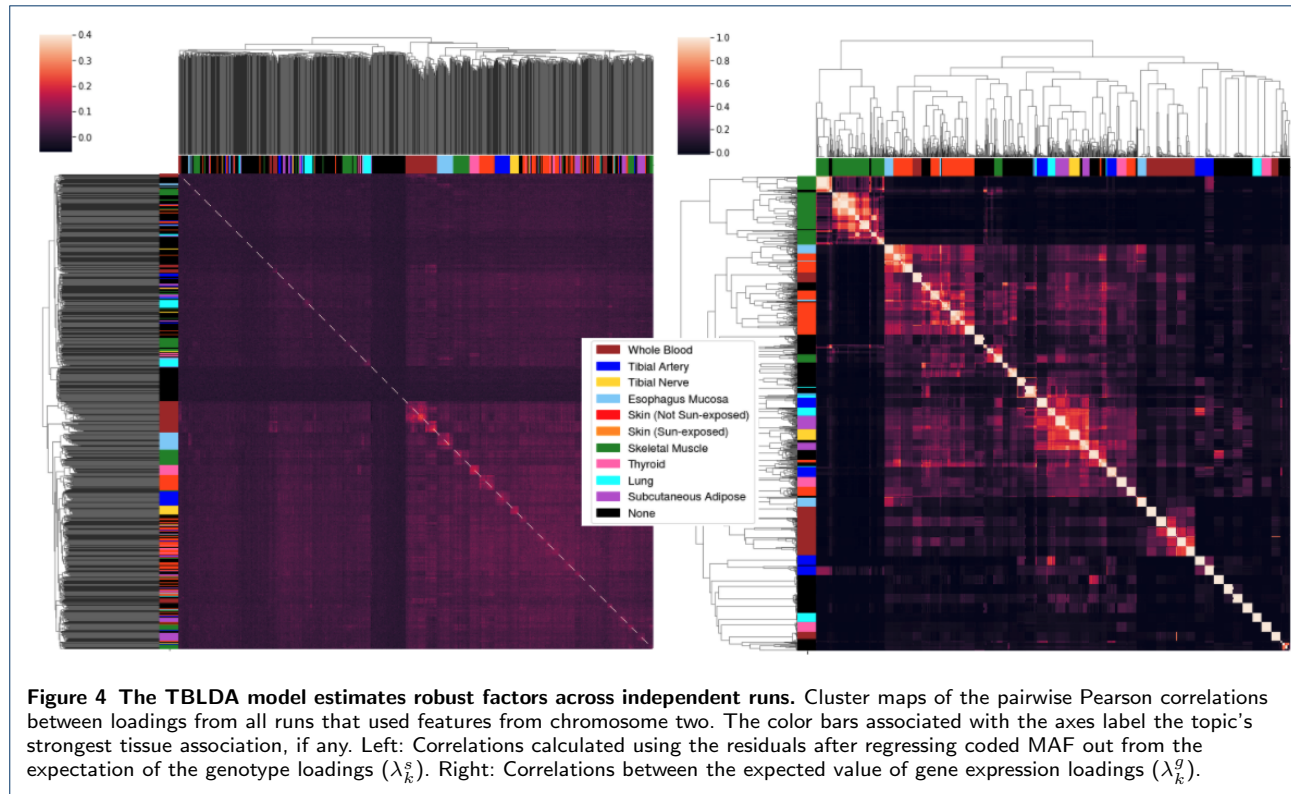 0.4
0.3
0.2
0.1
0.0
1.0
0.8
0.6
0.4
0.2
0.0
Whole Blood
Tibial Artery
Tibial Nerve
Esophagus Mucosa
Skin (Not Sun-exposed)
Skin (Sun-exposed)
Skeletal Muscle
Thyroid
Lung
Subcutaneous Adipose
None
Figure 4 The TBLDA model estimates robust factors across independent runs. Cluster maps of the pairwise Pearson correlations
between loadings from all runs that used features from chromosome two. The color bars associated with the axes label the topic's
strongest tissue association, if any. Left: Correlations calculated using the residuals after regressing coded MAF out from the
expectation of the genotype loadings (λₖˢ). Right: Correlations between the expected value of gene expression loadings (λₖᵍ).